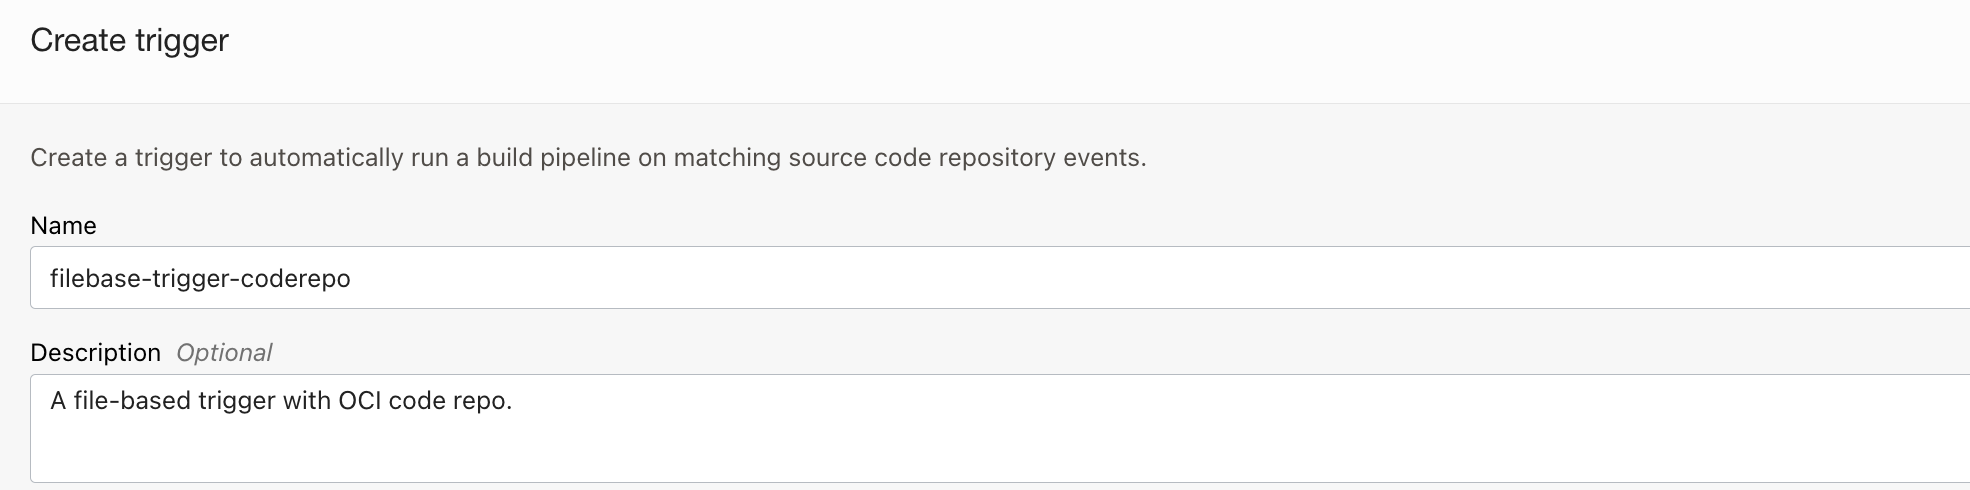 Create trigger
Create a trigger to automatically run a build pipeline on matching source code repository events.
Name
filebase-trigger-coderepo
Description Optional
A file-based trigger with OCI code repo.